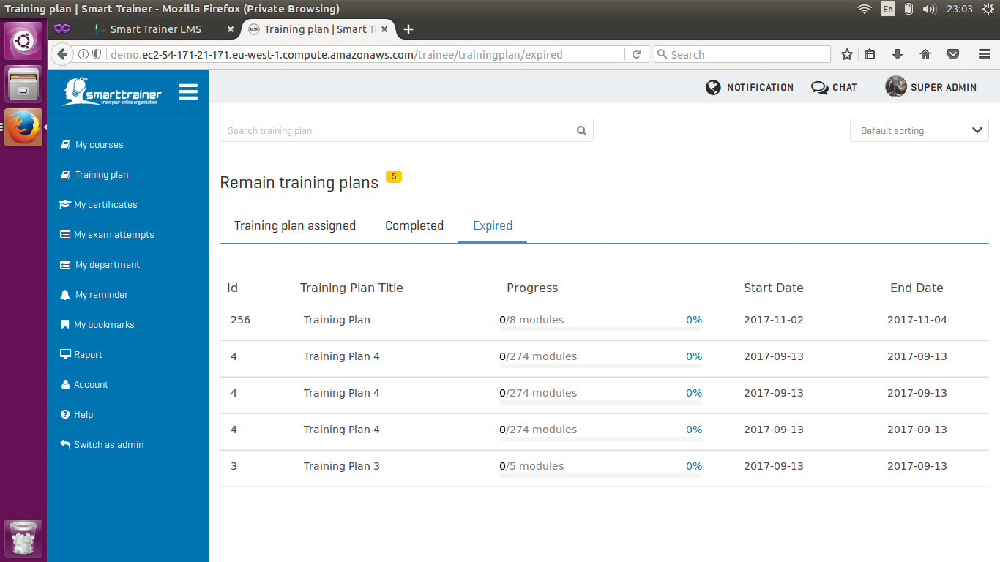 Training plan | Smart Trainer - Mozilla Firefox (Private Browsing)
En
23:03
Smart Trainer LMS
LMS
Training plan | Smart T
demo.ec2-54-171-21-171.eu-west-1.compute.amazonaws.com/trainee/trainingplan/expired
Search
smarttrainer
train your entire organization
NOTIFICATION
CHAT
SUPER ADMIN
My courses
Training plan
My certificates
My exam attempts
My department
My reminder
My bookmarks
Report
Account
Help
Switch as admin
Search training plan
Default sorting
Remain training plans 5
Training plan assigned
Completed
Expired
Id Training Plan Title Progress Start Date End Date
256 Training Plan 0/8 modules 0% 2017-11-02 2017-11-04
4 Training Plan 4 0/274 modules 0% 2017-09-13 2017-09-13
4 Training Plan 4 0/274 modules 0% 2017-09-13 2017-09-13
4 Training Plan 4 0/274 modules 0% 2017-09-13 2017-09-13
3 Training Plan 3 0/5 modules 0% 2017-09-13 2017-09-13